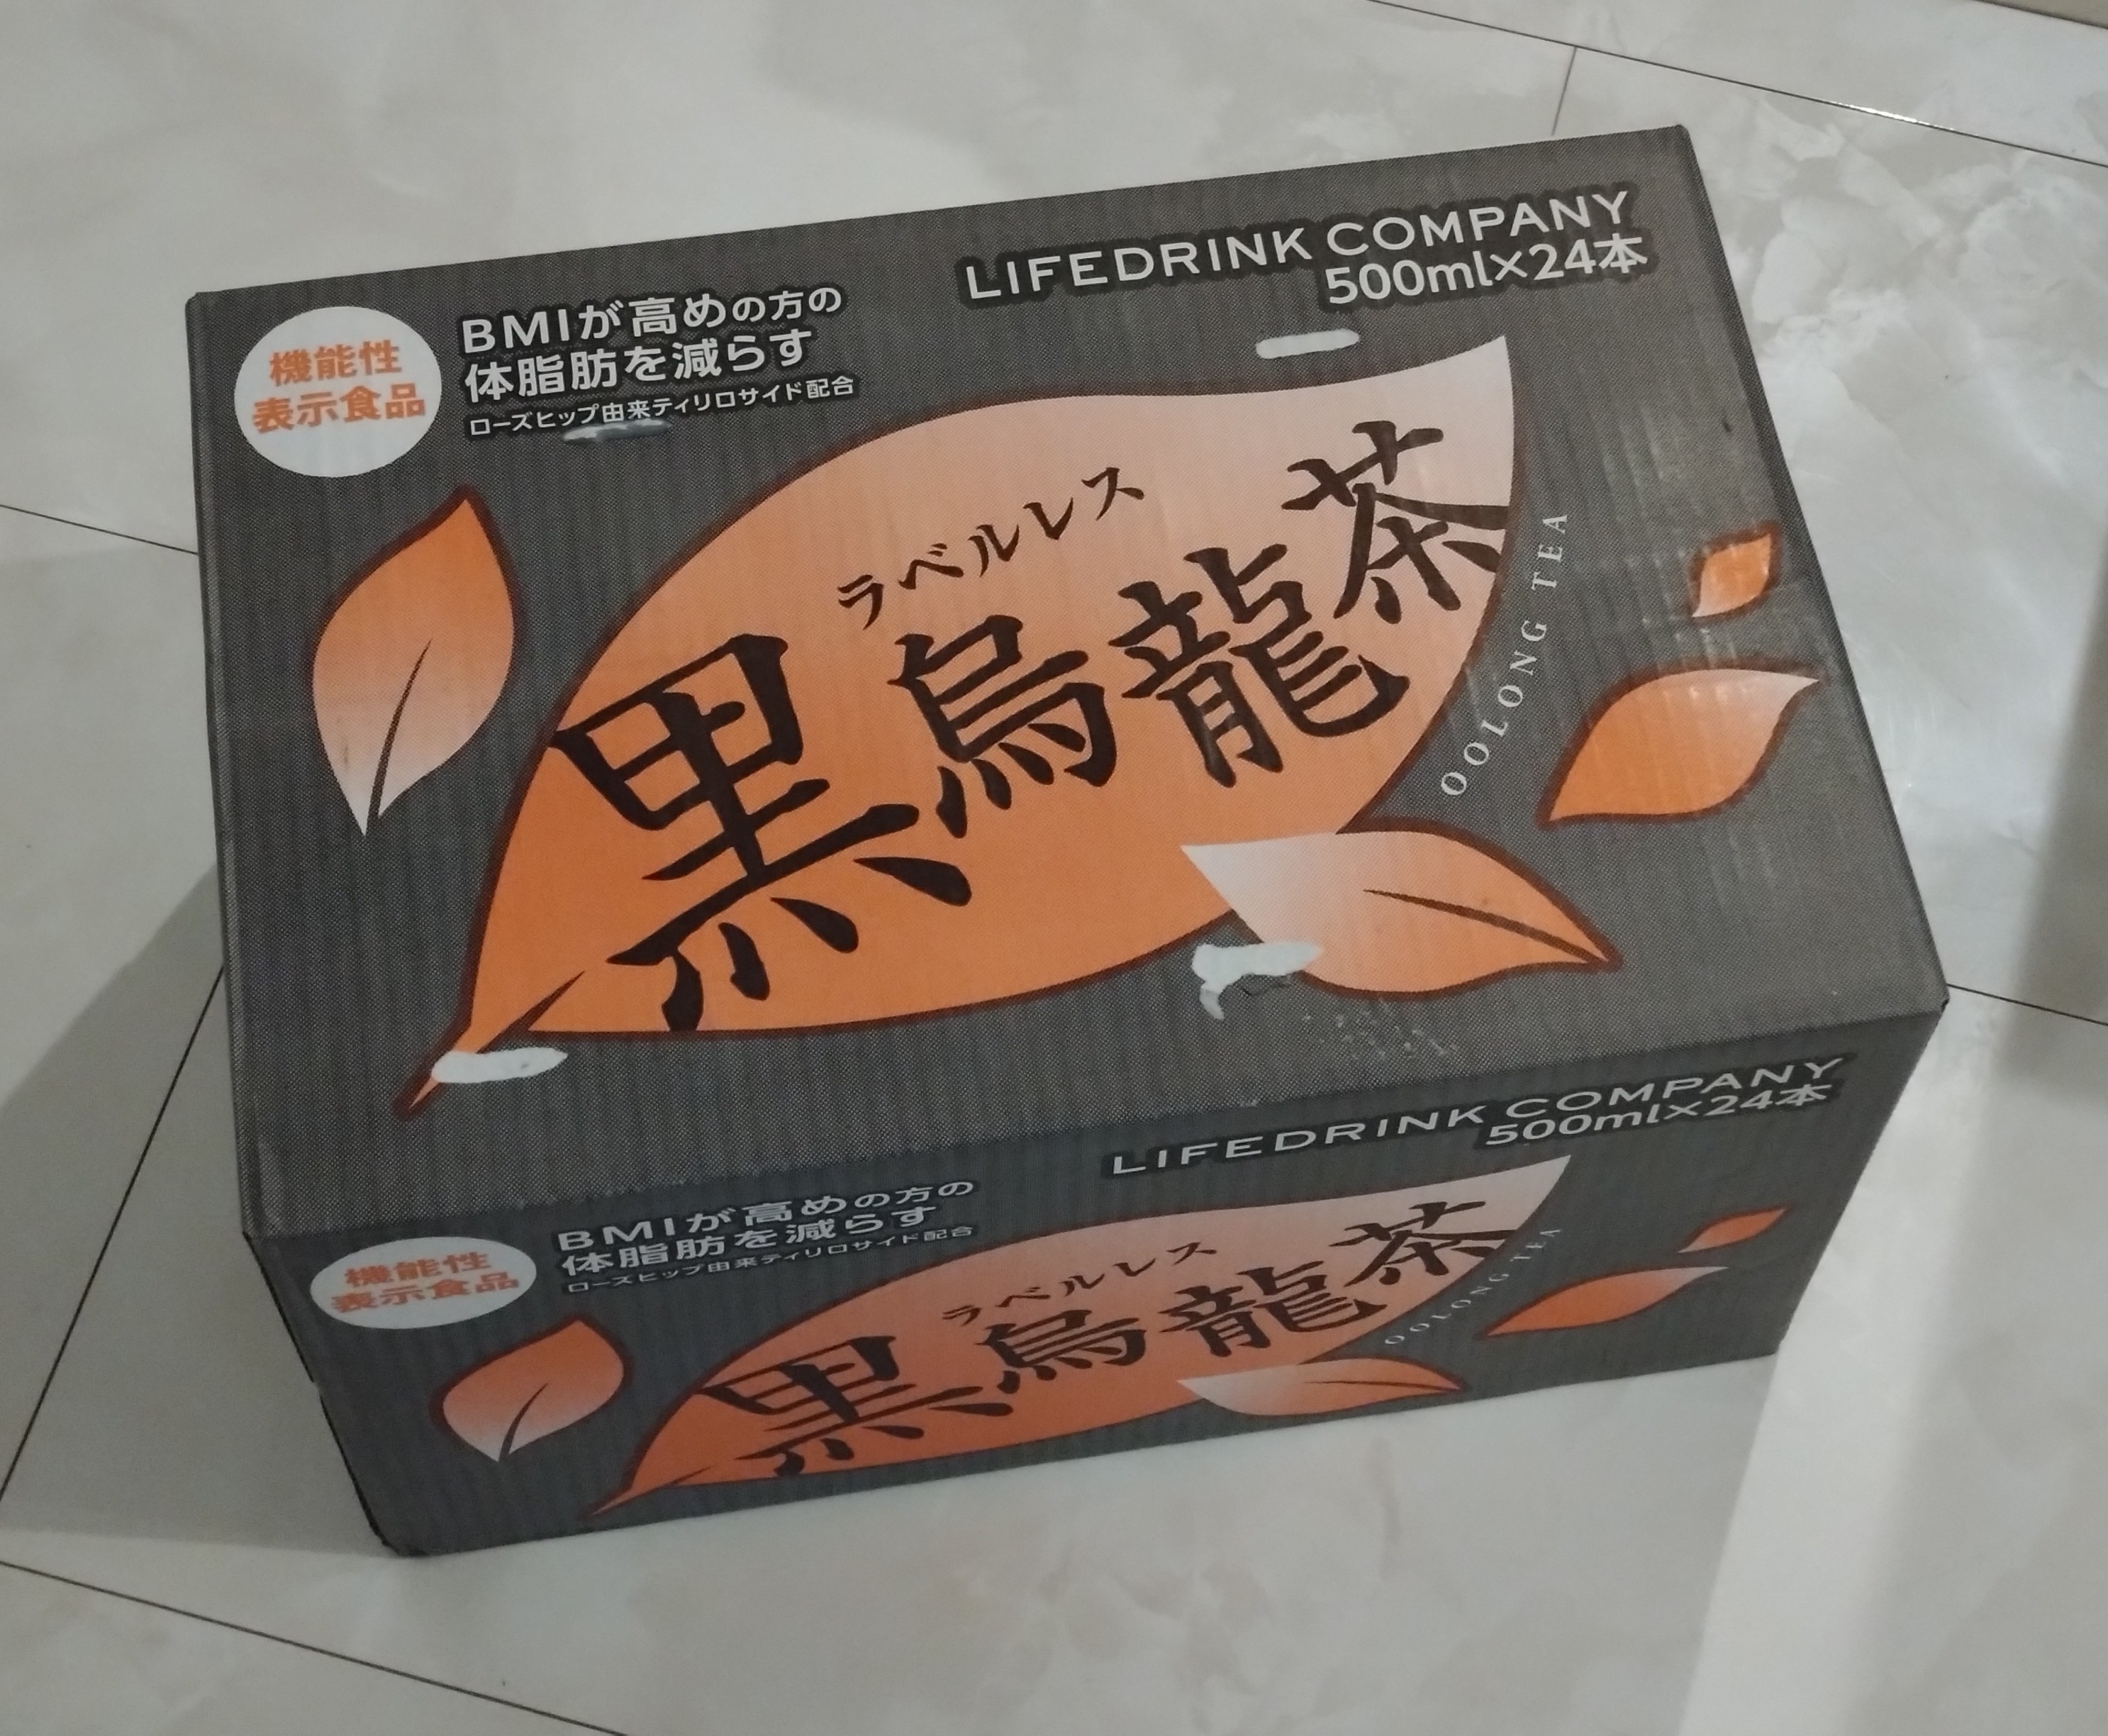 LIFEDRINK COMPANY
500ml×24本
機能性
表示食品
BMIが高めの方の
体脂肪を減らす
ローズヒップ由来ティリロサイド配合
ラベルレス
黒烏龍茶
OOLONG TEA
LIFEDRINK COMPANY
500ml×24本
機能性
表示食品
BMIが高めの方の
体脂肪を減らす
ローズヒップ由来ティリロサイド配合
ラベルレス
黒烏龍茶
OOLONG TEA